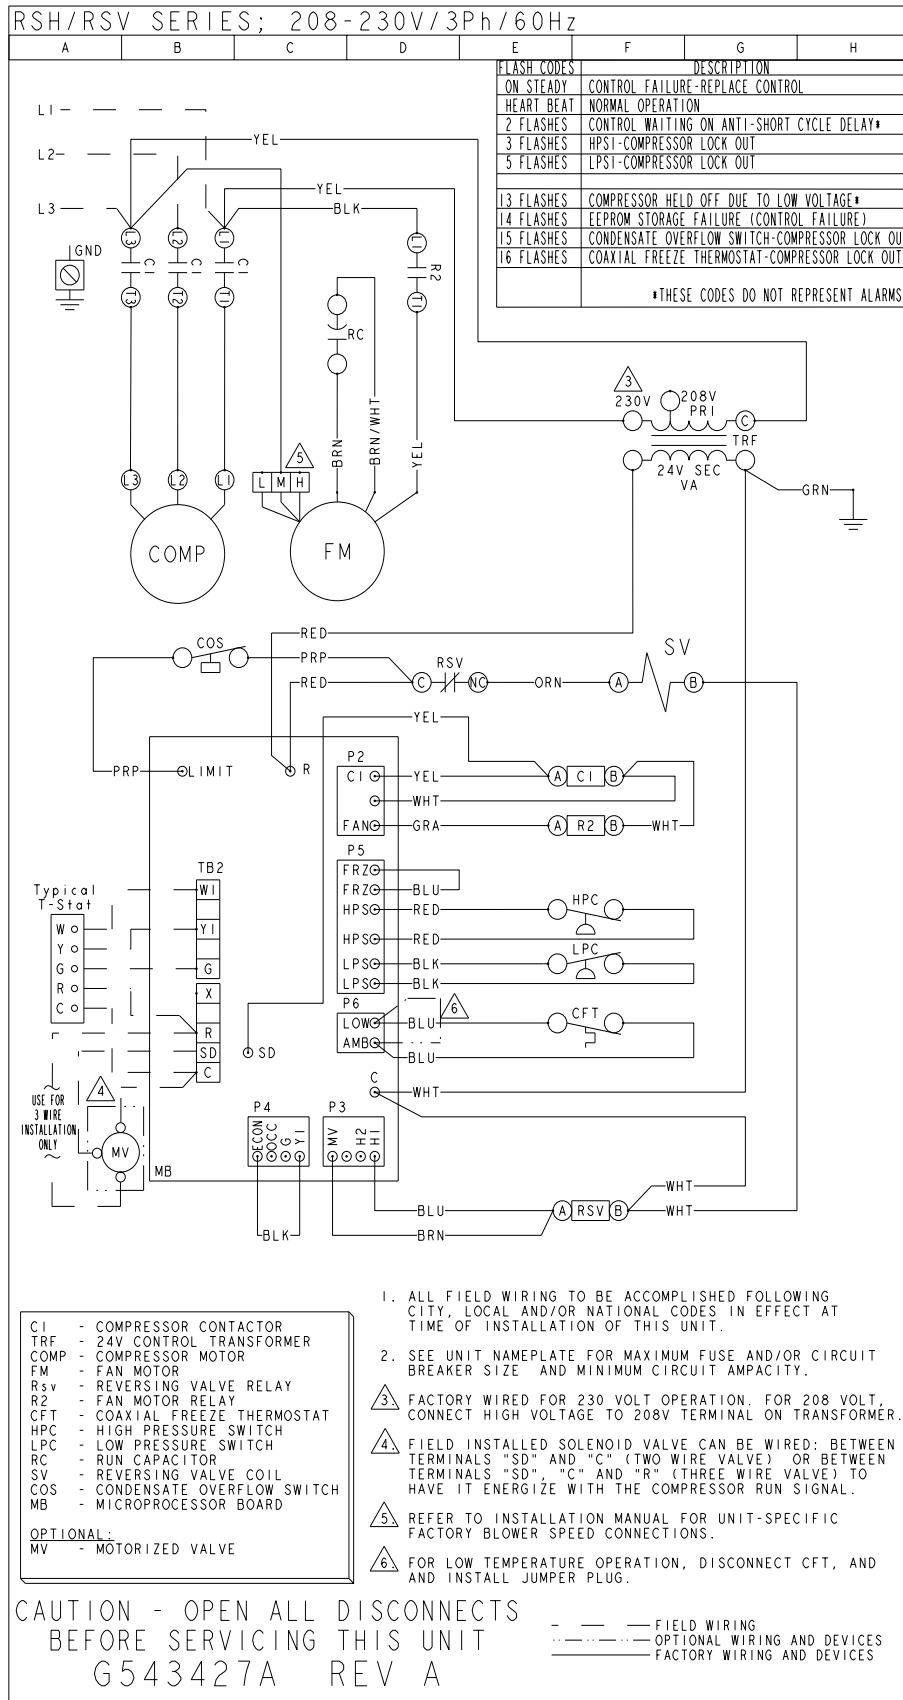 RSH/RSV SERIES; 208-230V/3Ph/60Hz
A B C D E F G H
FLASH CODES DESCRIPTION
ON STEADY CONTROL FAILURE-REPLACE CONTROL
HEART BEAT NORMAL OPERATION
2 FLASHES CONTROL WAITING ON ANTI-SHORT CYCLE DELAY*
3 FLASHES HPS1-COMPRESSOR LOCK OUT
5 FLASHES LPS1-COMPRESSOR LOCK OUT
13 FLASHES COMPRESSOR HELD OFF DUE TO LOW VOLTAGE*
14 FLASHES EEPROM STORAGE FAILURE (CONTROL FAILURE)
15 FLASHES CONDENSATE OVERFLOW SWITCH-COMPRESSOR LOCK OU
16 FLASHES COAXIAL FREEZE THERMOSTAT-COMPRESSOR LOCK OUT
*THESE CODES DO NOT REPRESENT ALARMS
L1
YEL
L2
YEL
L3
BLK
GND
L3 L2 L1 L1
C1 C1 C1 R2
T3 T2 T1 T1
RC
3
230V 208V
PRI
C
TRF
BRN BRN/WHT YEL
5
24V SEC
VA
L3 L2 L1
L M H
GRN
COMP FM
RED
COS
SV
PRP
RSV
RED C NC ORN A B
YEL
P2
PRP LIMIT R
C1 YEL A C1 B
WHT
FAN GRA A R2 B WHT
P5
TB2
FRZ
Typical
T-Stat
W1 FRZ BLU
HPS RED HPC
W Y1
Y HPS RED
LPC
G G LPS BLK
R X LPS BLK
C P6 6
LOW BLU CFT
R
SD SD AMB
BLU
C C
WHT
USE FOR
3 WIRE
INSTALLATION
ONLY
4
P4 P3
ECON OCC G Y1 MV H2 H1
MV
MB
WHT
BLU A RSV B WHT
BLK BRN
C1 - COMPRESSOR CONTACTOR
TRF - 24V CONTROL TRANSFORMER
COMP - COMPRESSOR MOTOR
FM - FAN MOTOR
Rsv - REVERSING VALVE RELAY
R2 - FAN MOTOR RELAY
CFT - COAXIAL FREEZE THERMOSTAT
HPC - HIGH PRESSURE SWITCH
LPC - LOW PRESSURE SWITCH
RC - RUN CAPACITOR
SV - REVERSING VALVE COIL
COS - CONDENSATE OVERFLOW SWITCH
MB - MICROPROCESSOR BOARD
OPTIONAL:
MV - MOTORIZED VALVE
1. ALL FIELD WIRING TO BE ACCOMPLISHED FOLLOWING
CITY, LOCAL AND/OR NATIONAL CODES IN EFFECT AT
TIME OF INSTALLATION OF THIS UNIT.
2. SEE UNIT NAMEPLATE FOR MAXIMUM FUSE AND/OR CIRCUIT
BREAKER SIZE AND MINIMUM CIRCUIT AMPACITY.
3. FACTORY WIRED FOR 230 VOLT OPERATION. FOR 208 VOLT,
CONNECT HIGH VOLTAGE TO 208V TERMINAL ON TRANSFORMER.
4. FIELD INSTALLED SOLENOID VALVE CAN BE WIRED: BETWEEN
TERMINALS "SD" AND "C" (TWO WIRE VALVE) OR BETWEEN
TERMINALS "SD", "C" AND "R" (THREE WIRE VALVE) TO
HAVE IT ENERGIZE WITH THE COMPRESSOR RUN SIGNAL.
5 REFER TO INSTALLATION MANUAL FOR UNIT-SPECIFIC
FACTORY BLOWER SPEED CONNECTIONS.
6 FOR LOW TEMPERATURE OPERATION, DISCONNECT CFT, AND
AND INSTALL JUMPER PLUG.
CAUTION - OPEN ALL DISCONNECTS
BEFORE SERVICING THIS UNIT
G543427A REV A
FIELD WIRING
OPTIONAL WIRING AND DEVICES
FACTORY WIRING AND DEVICES